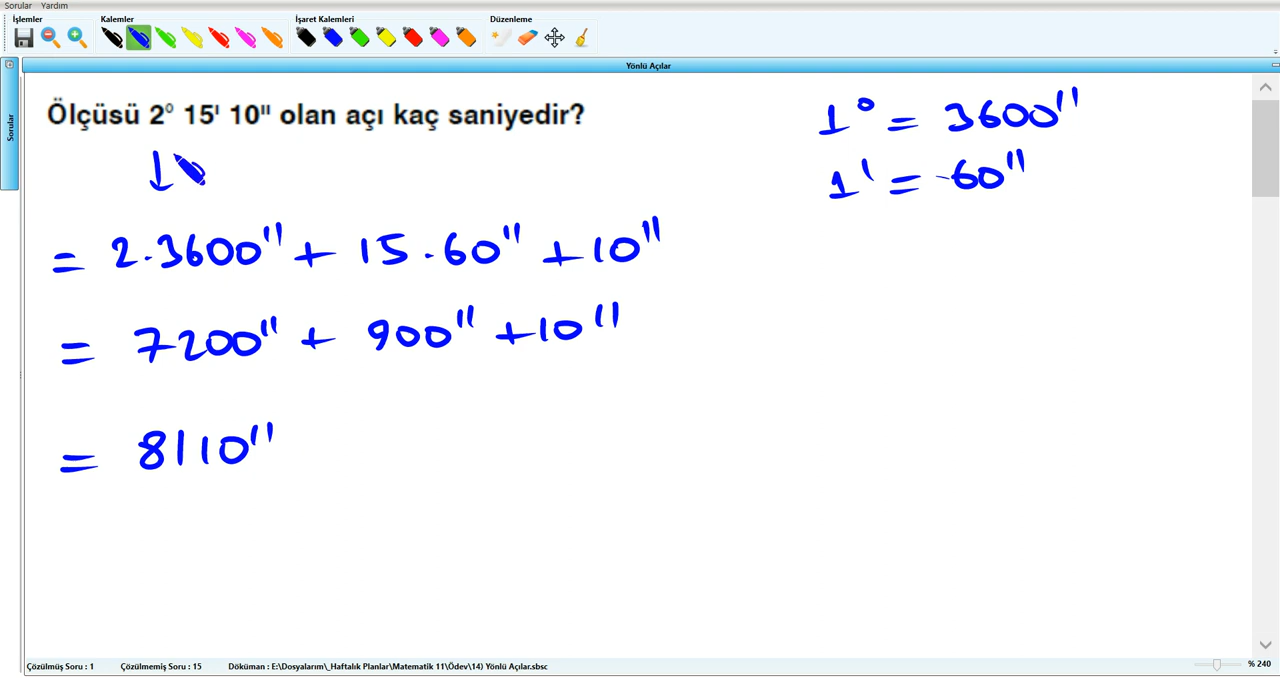 Sorular Yardım
İşlemler Kalemler İşaret Kalemleri Düzenleme
Yönlü Açılar
Sorular
Ölçüsü 2⁰ 15' 10" olan açı kaç saniyedir?
1° = 3600"
1' = 60"
= 2.3600" + 15.60" + 10"
= 7200" + 900" + 10"
= 8110"
Çözülmüş Soru : 1 Çözülmemiş Soru : 15 Döküman : E:\Dosyalarım\_Haftalık Planlar\Matematik 11\Ödev\14) Yönlü Açılar.sbsc % 240